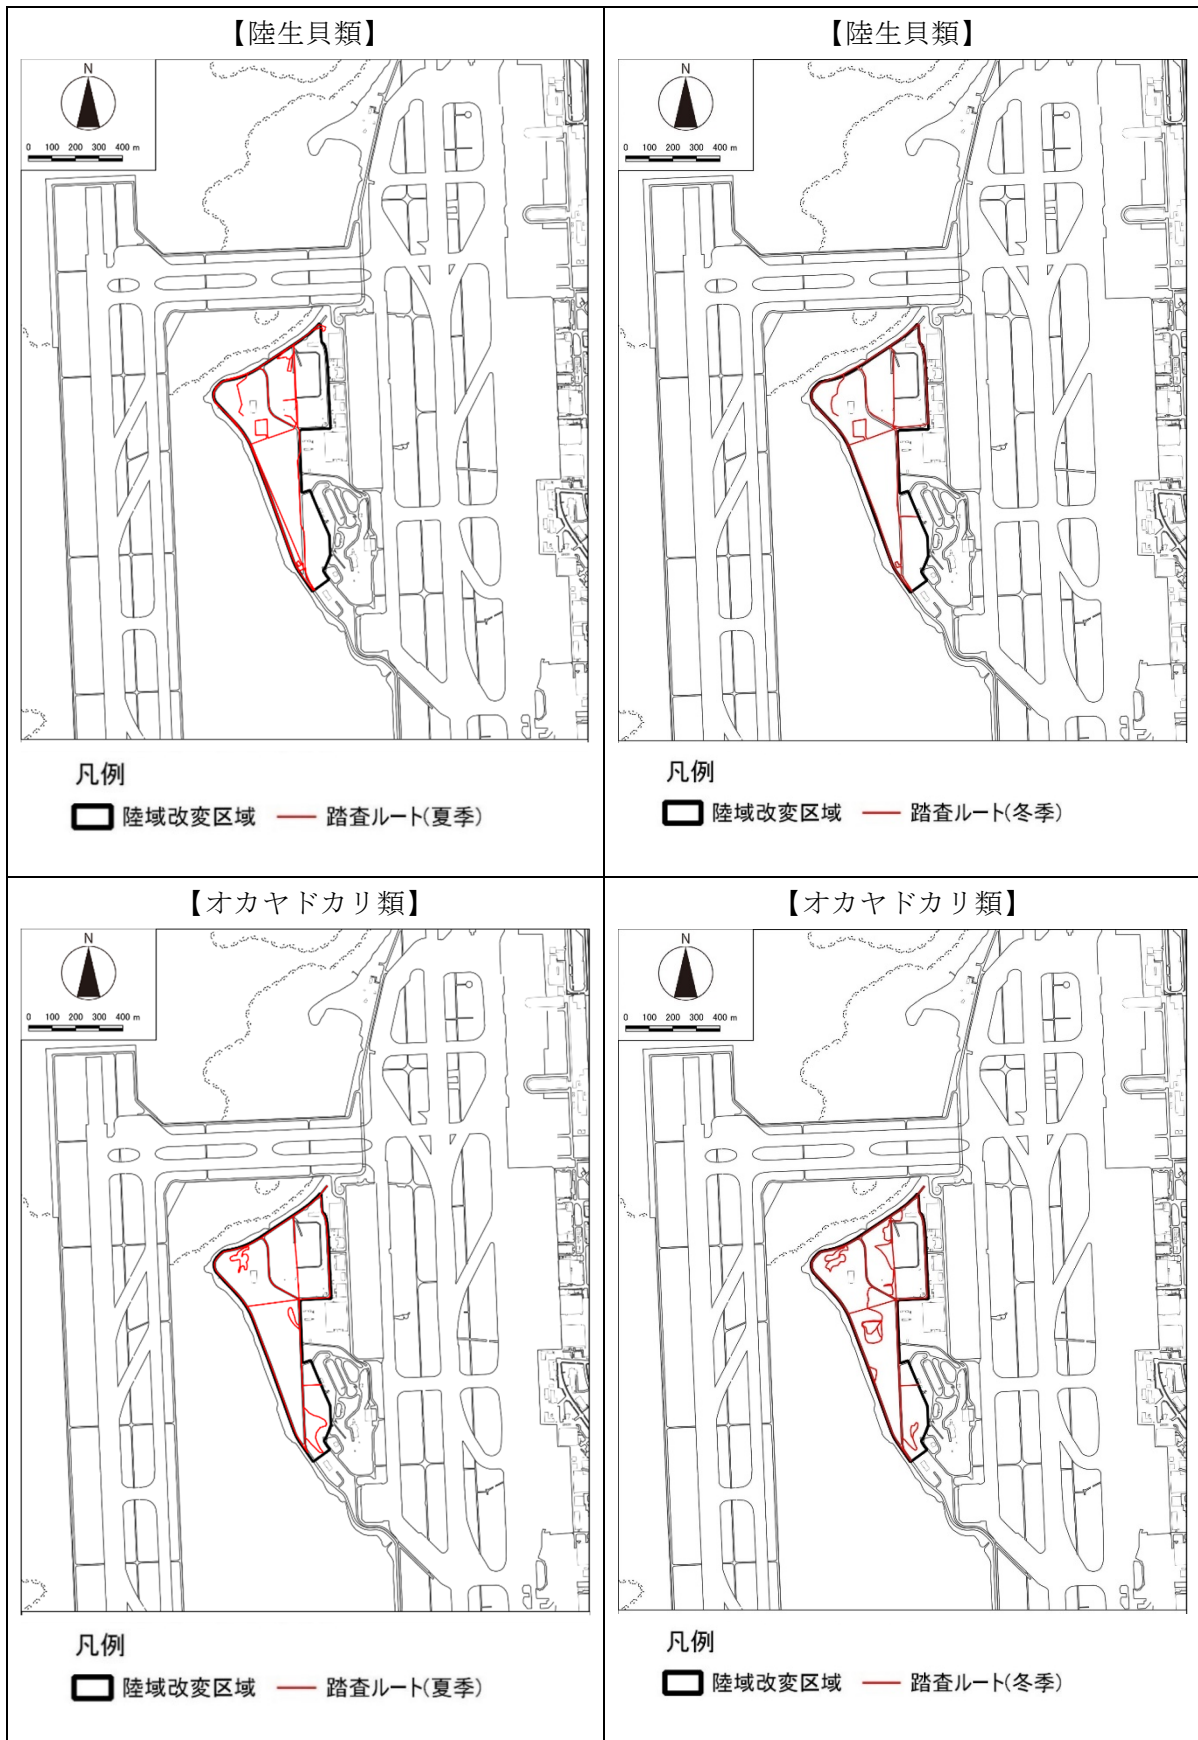 【陸生貝類】
N
0 100 200 300 400 m
凡例
陸域改変区域 踏査ルート(夏季)
【陸生貝類】
N
0 100 200 300 400 m
凡例
陸域改変区域 踏査ルート(冬季)
【オカヤドカリ類】
N
0 100 200 300 400 m
凡例
陸域改変区域 踏査ルート(夏季)
【オカヤドカリ類】
N
0 100 200 300 400 m
凡例
陸域改変区域 踏査ルート(冬季)